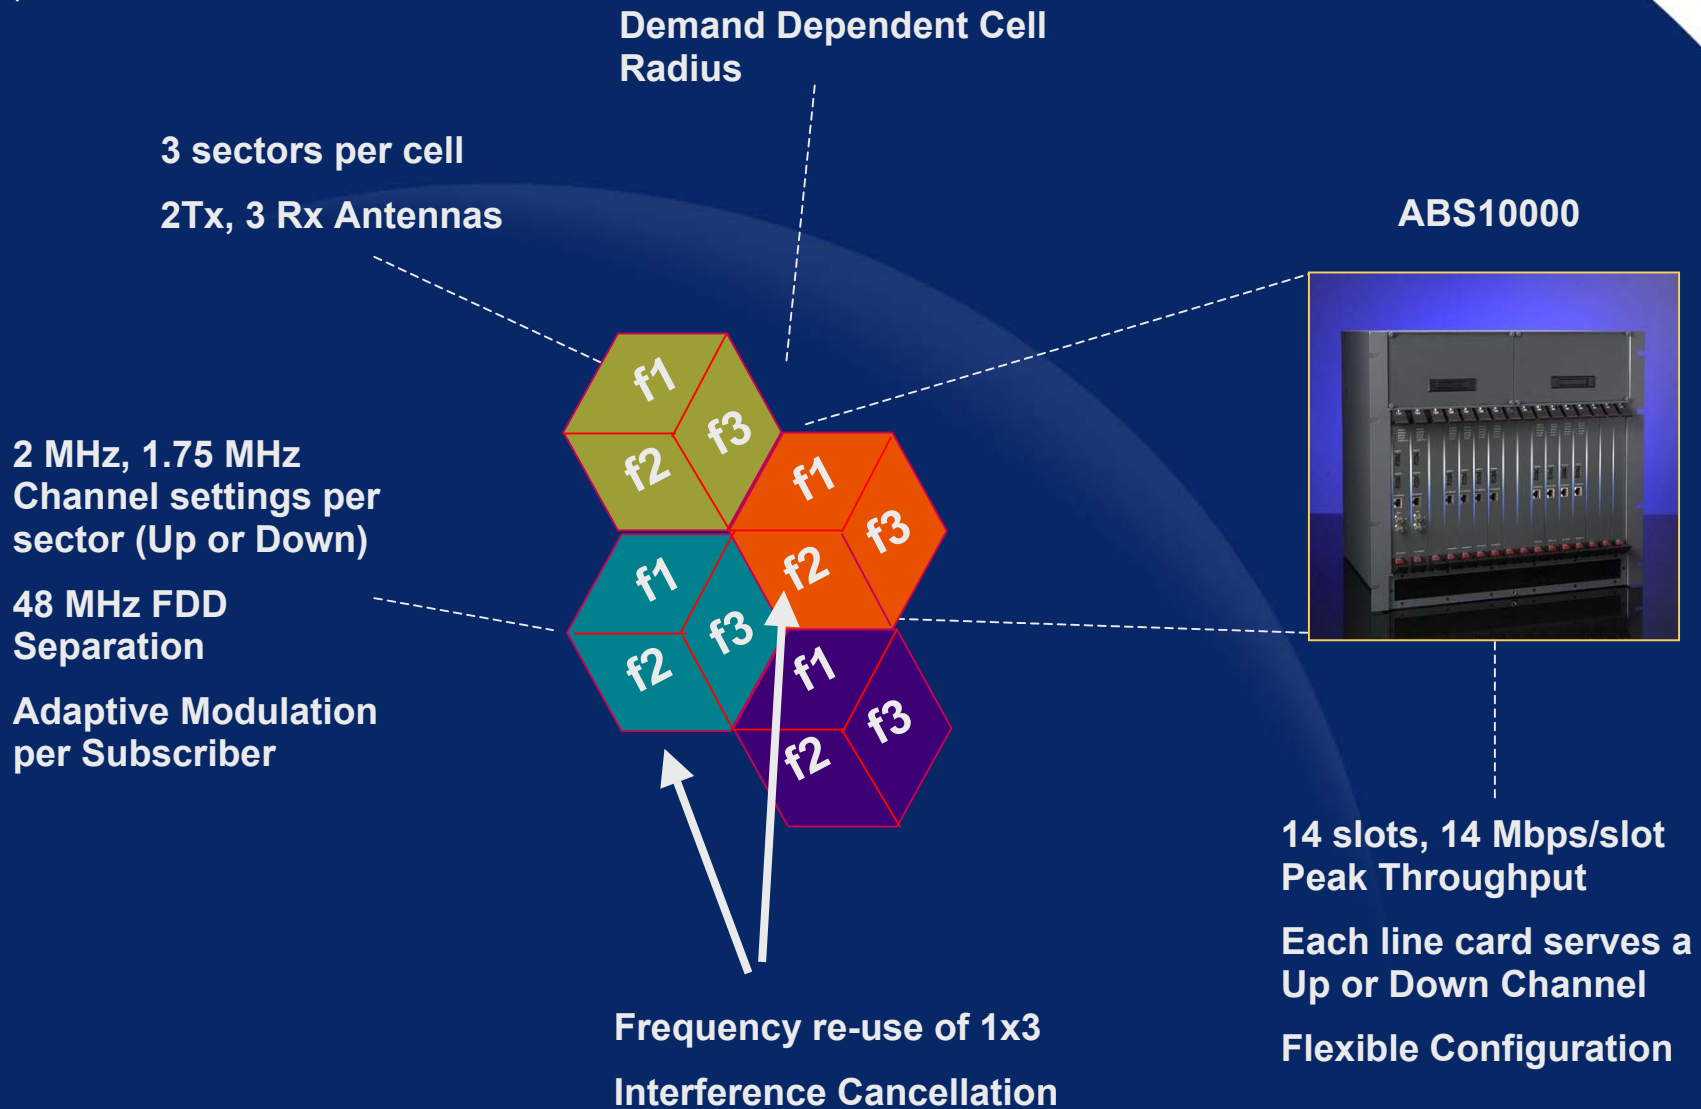 Demand Dependent Cell
Radius
3 sectors per cell
2Tx, 3 Rx Antennas
ABS10000
2 MHz, 1.75 MHz
Channel settings per
sector (Up or Down)
48 MHz FDD
Separation
Adaptive Modulation
per Subscriber
f1
f3
f2
f1
f3
f2
f1
f3
f2
f1
f3
f2
14 slots, 14 Mbps/slot
Peak Throughput
Each line card serves a
Up or Down Channel
Flexible Configuration
Frequency re-use of 1x3
Interference Cancellation